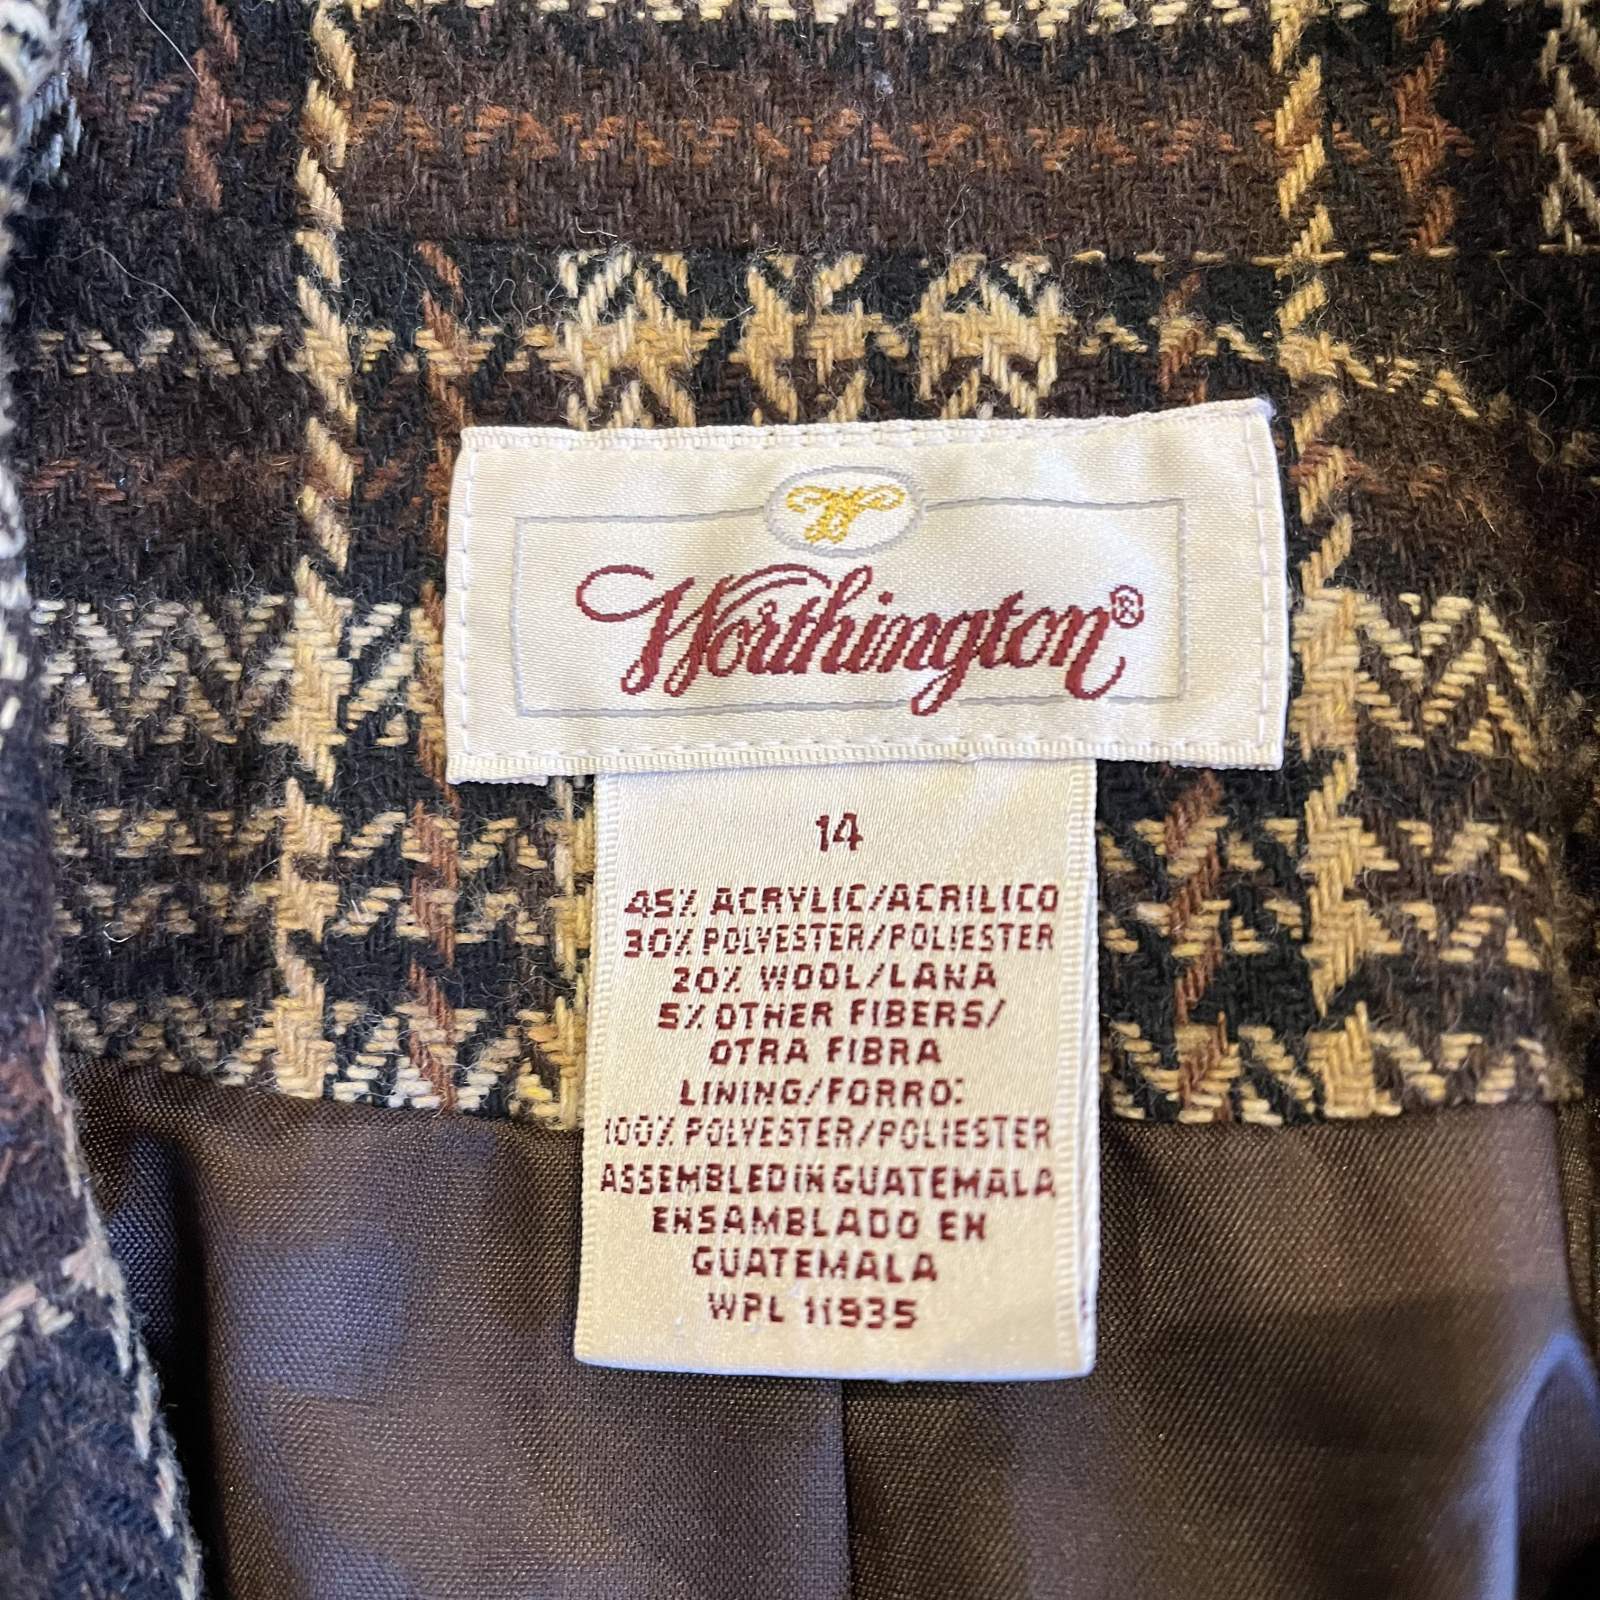 Worthington®
14
45% ACRYLIC/ACRILICO
30% POLYESTER/POLIESTER
20% WOOL/LANA
5% OTHER FIBERS/
OTRA FIBRA
LINING/FORRO:
100% POLYESTER/POLIESTER
ASSEMBLED IN GUATEMALA
ENSAMBLADO EN
GUATEMALA
WPL 11935